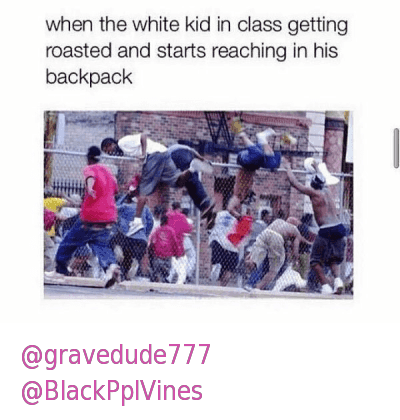 when the white kid in class getting
roasted and starts reaching in his
backpack
@gravedude777
@BlackPplVines